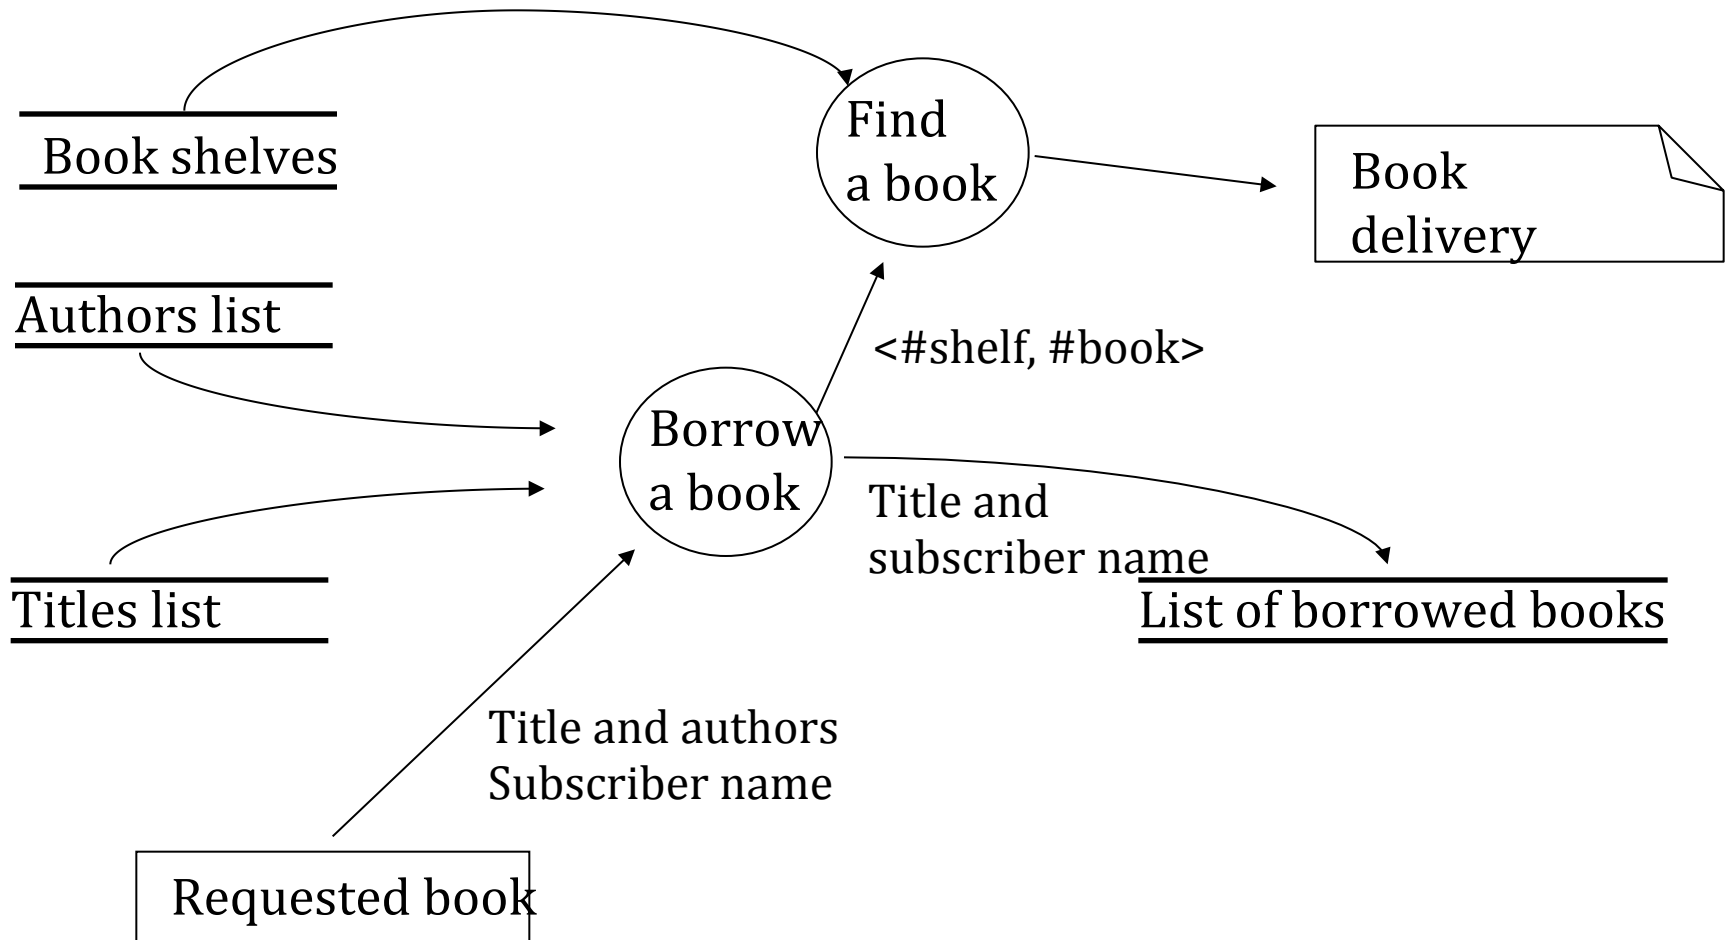 Find
a book
Book shelves
Book
delivery
Authors list
<#shelf, #book>
Borrow
a book
Title and
subscriber name
Titles list
List of borrowed books
Title and authors
Subscriber name
Requested book